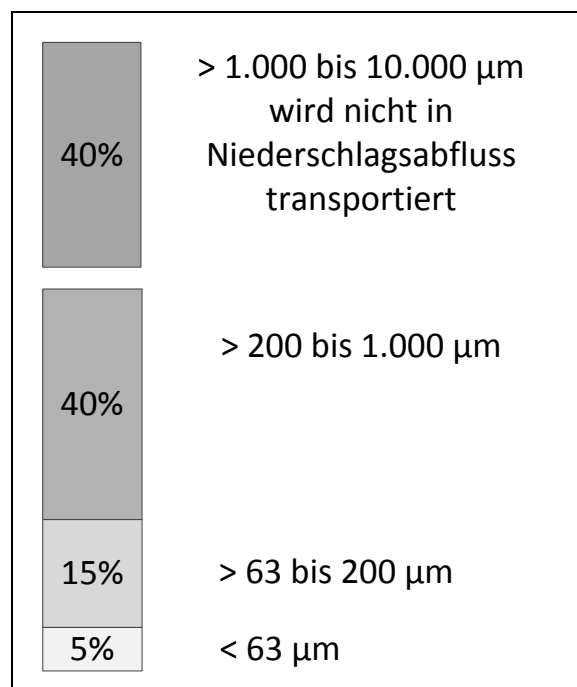 > 1.000 bis 10.000 µm
wird nicht in
40% Niederschlagsabfluss
transportiert
> 200 bis 1.000 µm
40%
15% > 63 bis 200 µm
5% < 63 µm